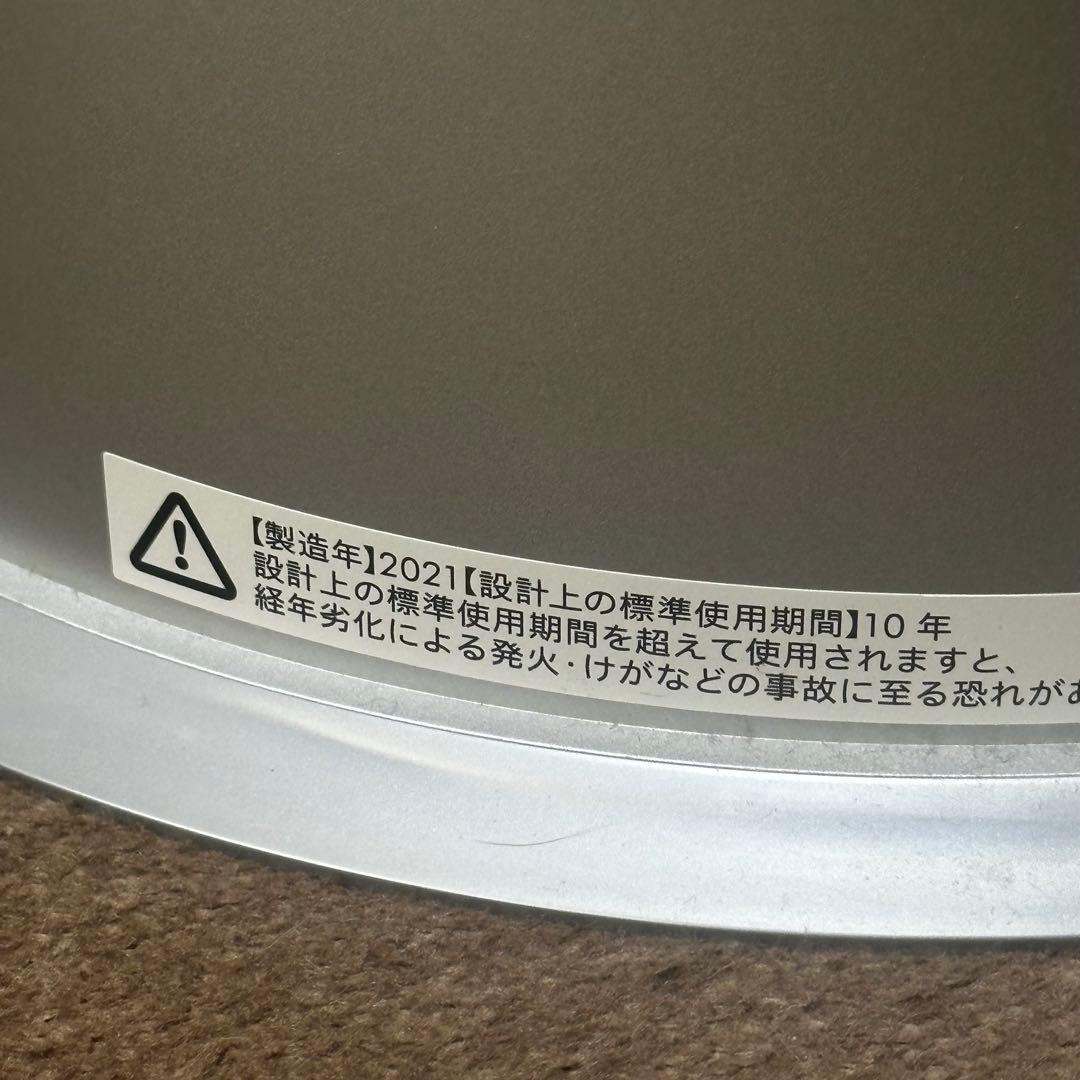 【製造年】2021【設計上の標準使用期間】10 年
設計上の標準使用期間を超えて使用されますと、
経年劣化による発火・けがなどの事故に至る恐れがあ